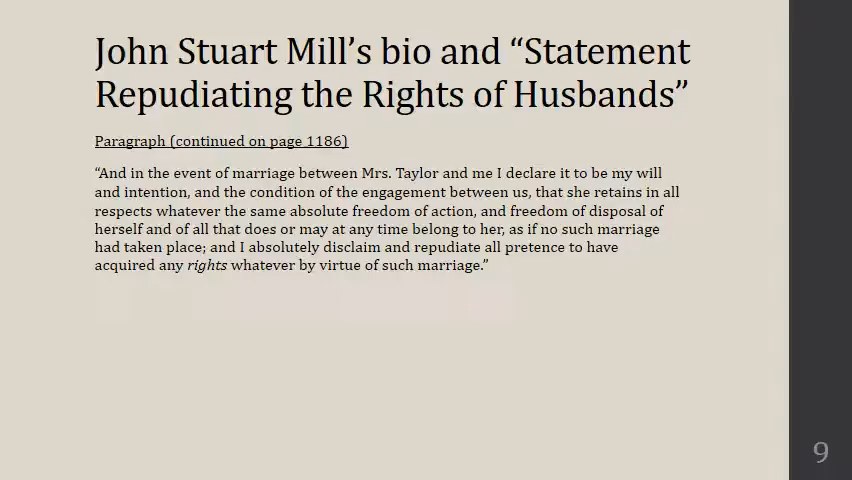 John Stuart Mill’s bio and “Statement
Repudiating the Rights of Husbands”
Paragraph (continued on page 1186)
“And in the event of marriage between Mrs. Taylor and me I declare it to be my will
and intention, and the condition of the engagement between us, that she retains in all
respects whatever the same absolute freedom of action, and freedom of disposal of
herself and of all that does or may at any time belong to her, as if no such marriage
had taken place; and I absolutely disclaim and repudiate all pretence to have
acquired any rights whatever by virtue of such marriage.”
9